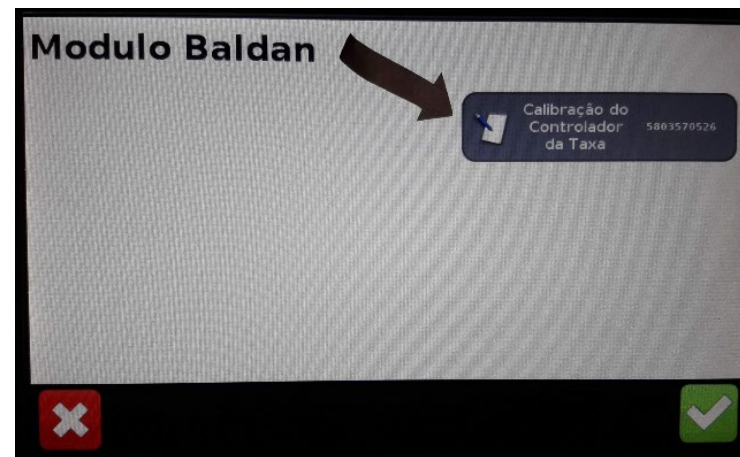 Modulo Baldan
Calibração do
Controlador
da Taxa
5803570526